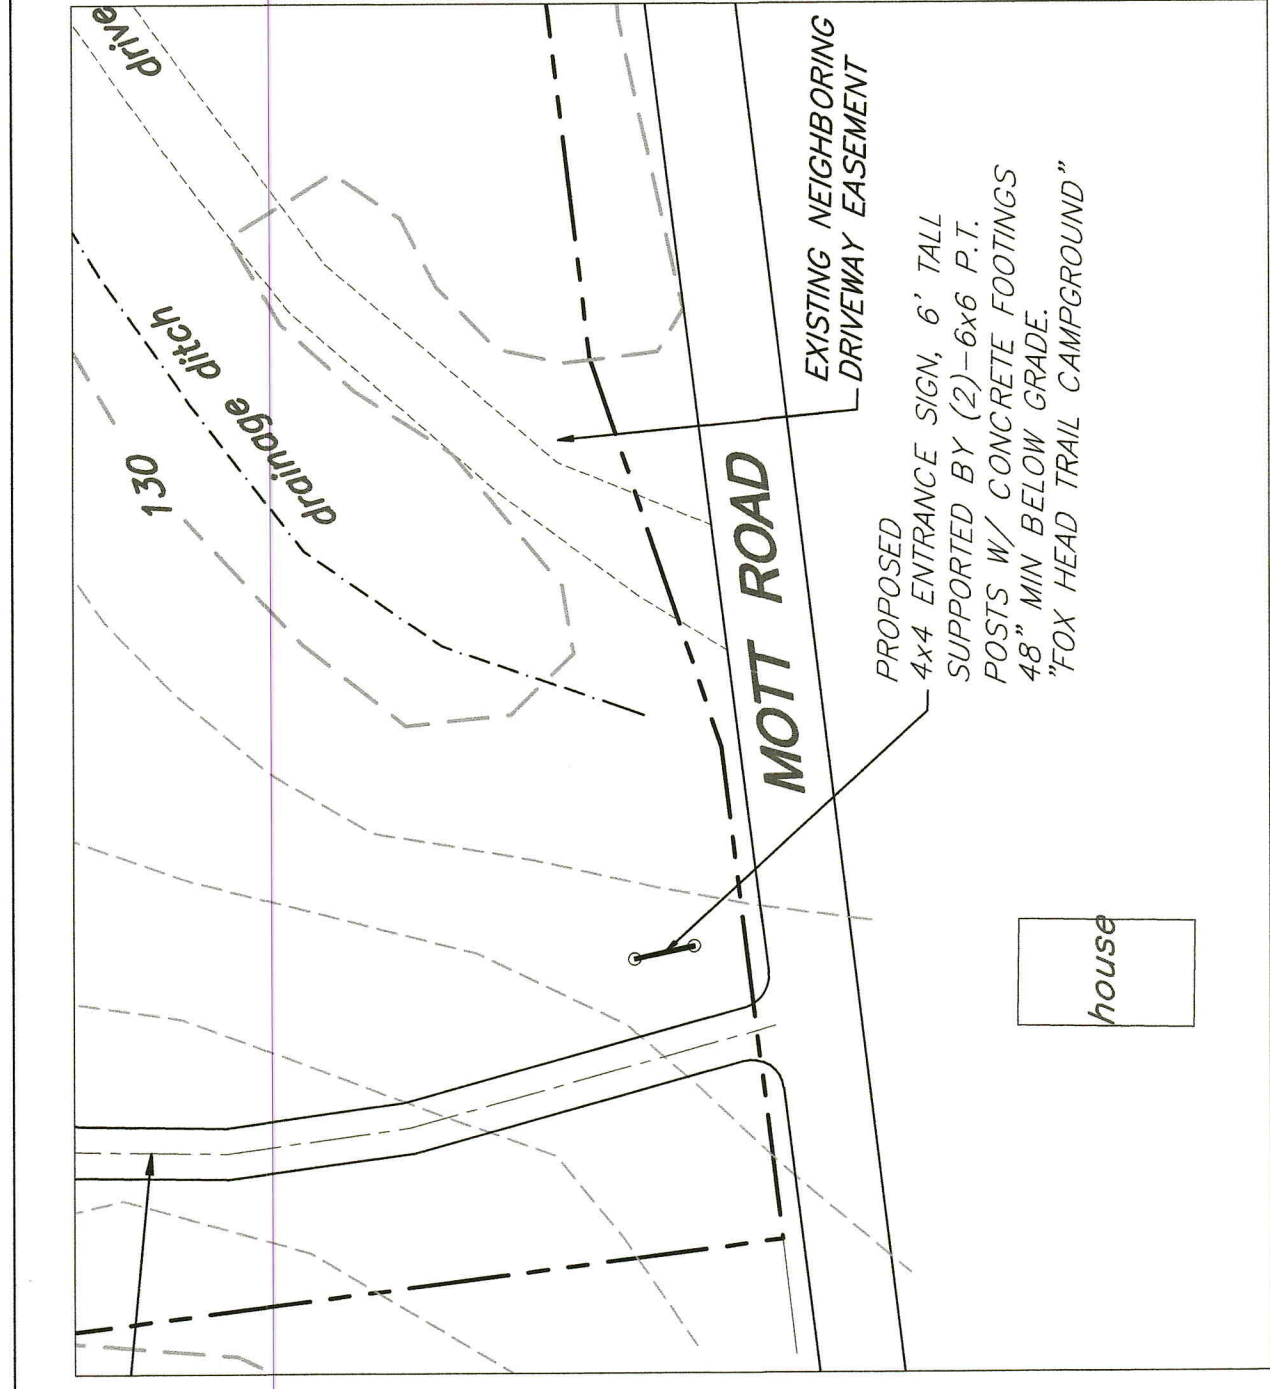 drive
drainage ditch
130
EXISTING NEIGHBORING
DRIVEWAY EASEMENT
MOTT ROAD
PROPOSED
4x4 ENTRANCE SIGN, 6' TALL
SUPPORTED BY (2)-6x6 P.T.
POSTS W/ CONCRETE FOOTINGS
48" MIN BELOW GRADE.
"FOX HEAD TRAIL CAMPGROUND"
house